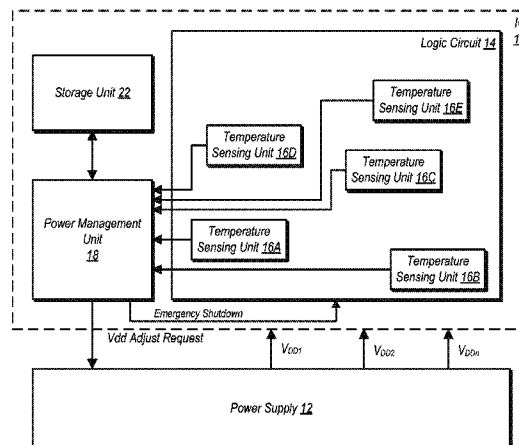 Logic Circuit 14
Storage Unit 22
Temperature
Sensing Unit 16E
Temperature
Sensing Unit 16D
Temperature
Sensing Unit 16C
Power Management
Unit
18
Temperature
Sensing Unit 16A
Temperature
Sensing Unit 16B
Emergency Shutdown
Vdd Adjust Request
VDD1
VDD2
VDDn
Power Supply 12